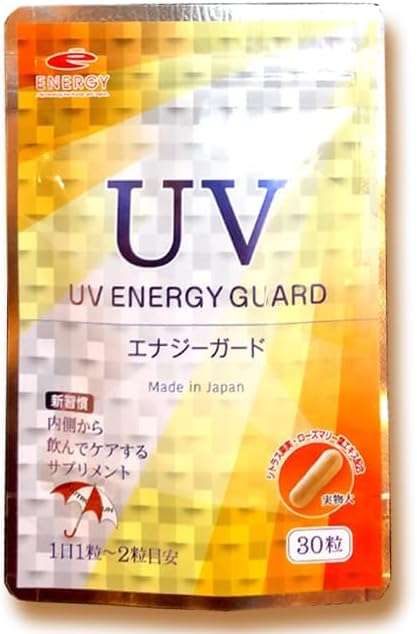 ENERGY
UV
UV ENERGY GUARD
エナジーガード
Made in Japan
新習慣
内側から
飲んでケアする
サプリメント
シトラス果実・ローズマリー葉エキス配合
実物大
1日1粒～2粒目安
30粒